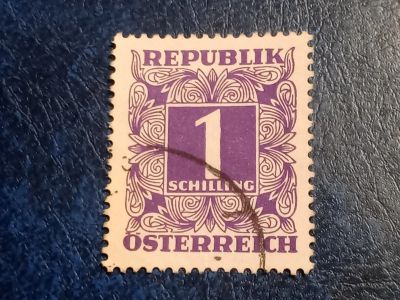 REPUBLIK
1
SCHILLING
ÖSTERREICH